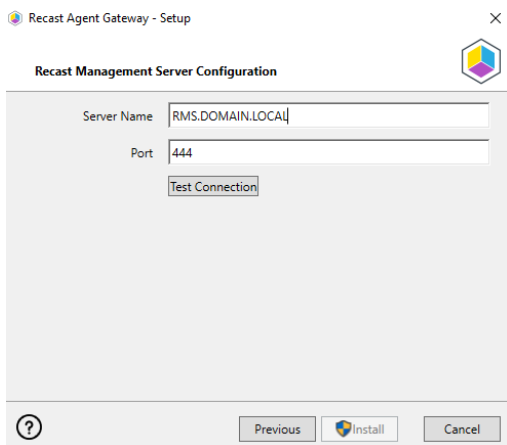 Recast Agent Gateway - Setup
Recast Management Server Configuration
Server Name RMS.DOMAIN.LOCAL
Port 444
Test Connection
? Previous Install Cancel